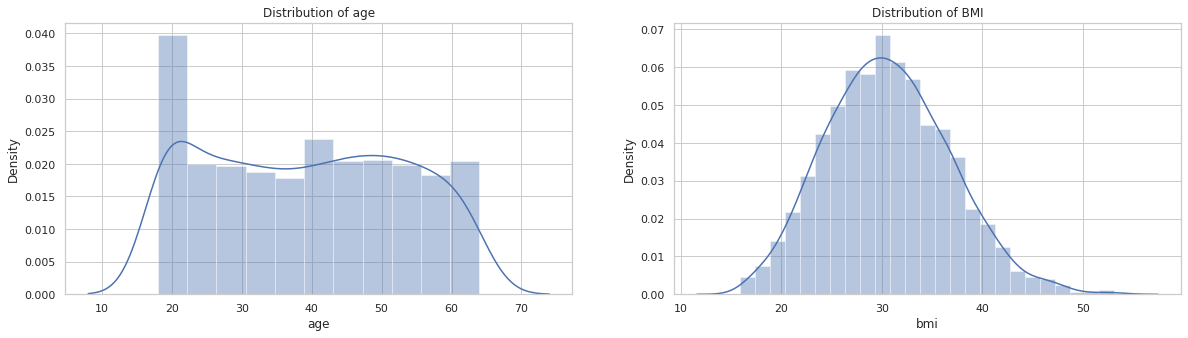 Distribution of age
Density
0.040
0.035
0.030
0.025
0.020
0.015
0.010
0.005
0.000
10 20 30 40 50 60 70
age
Distribution of BMI
Density
0.07
0.06
0.05
0.04
0.03
0.02
0.01
0.00
10 20 30 40 50
bmi